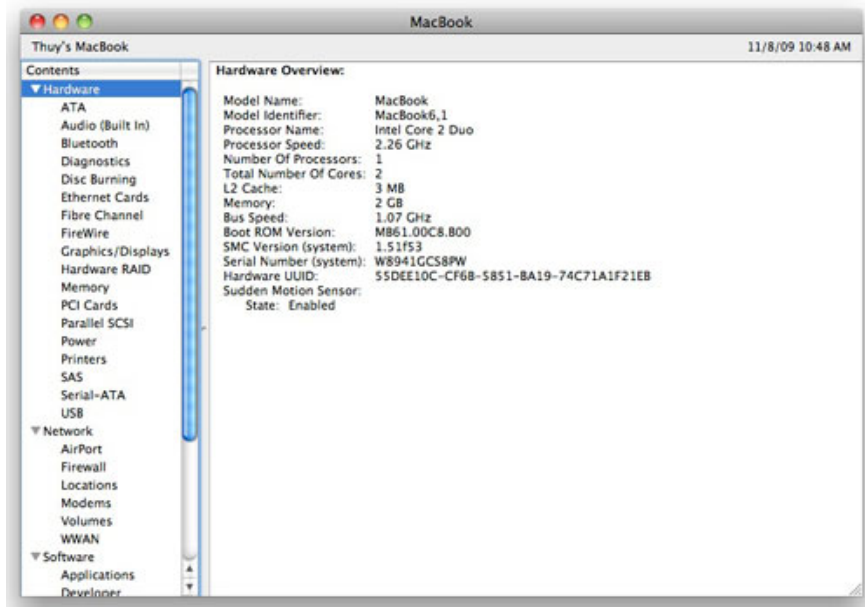 MacBook
Thuy's MacBook 11/8/09 10:48 AM
Contents
Hardware
ATA
Audio (Built In)
Bluetooth
Diagnostics
Disc Burning
Ethernet Cards
Fibre Channel
FireWire
Graphics/Displays
Hardware RAID
Memory
PCI Cards
Parallel SCSI
Power
Printers
SAS
Serial-ATA
USB
Network
AirPort
Firewall
Locations
Modems
Volumes
WWAN
Software
Applications
Developer
Hardware Overview:
Model Name: MacBook
Model Identifier: MacBook6,1
Processor Name: Intel Core 2 Duo
Processor Speed: 2.26 GHz
Number Of Processors: 1
Total Number Of Cores: 2
L2 Cache: 3 MB
Memory: 2 GB
Bus Speed: 1.07 GHz
Boot ROM Version: MB61.00C8.B00
SMC Version (system): 1.51f53
Serial Number (system): W8941GCS8PW
Hardware UUID: 55DEE10C-CF6B-5851-BA19-74C71A1F21EB
Sudden Motion Sensor:
State: Enabled